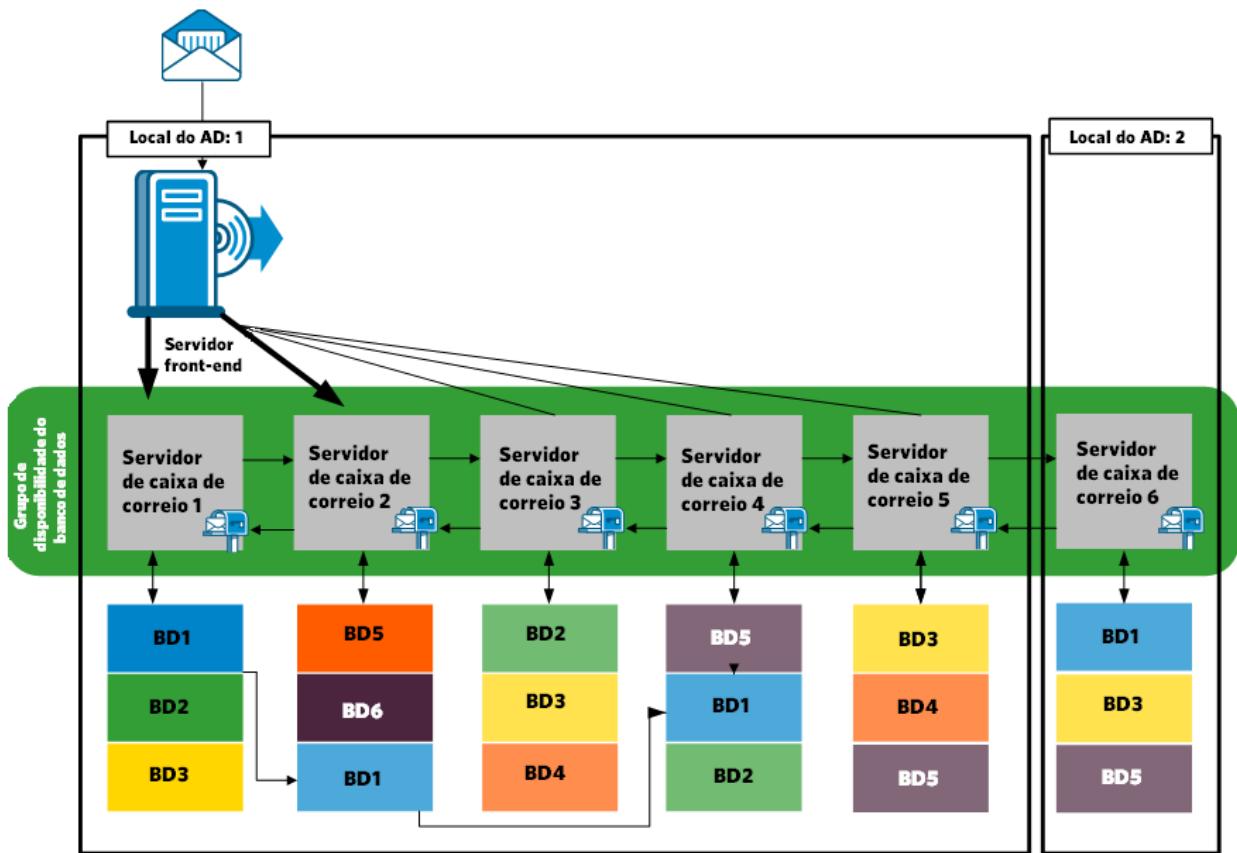 Local do AD: 1
Local do AD: 2
Servidor
front-end
Grupo de
disponibilidade do
banco de dados
Servidor
de caixa de
correio 1
Servidor
de caixa de
correio 2
Servidor
de caixa de
correio 3
Servidor
de caixa de
correio 4
Servidor
de caixa de
correio 5
Servidor
de caixa de
correio 6
BD1
BD2
BD3
BD5
BD6
BD1
BD2
BD3
BD4
BD5
BD1
BD2
BD3
BD4
BD5
BD1
BD3
BD5